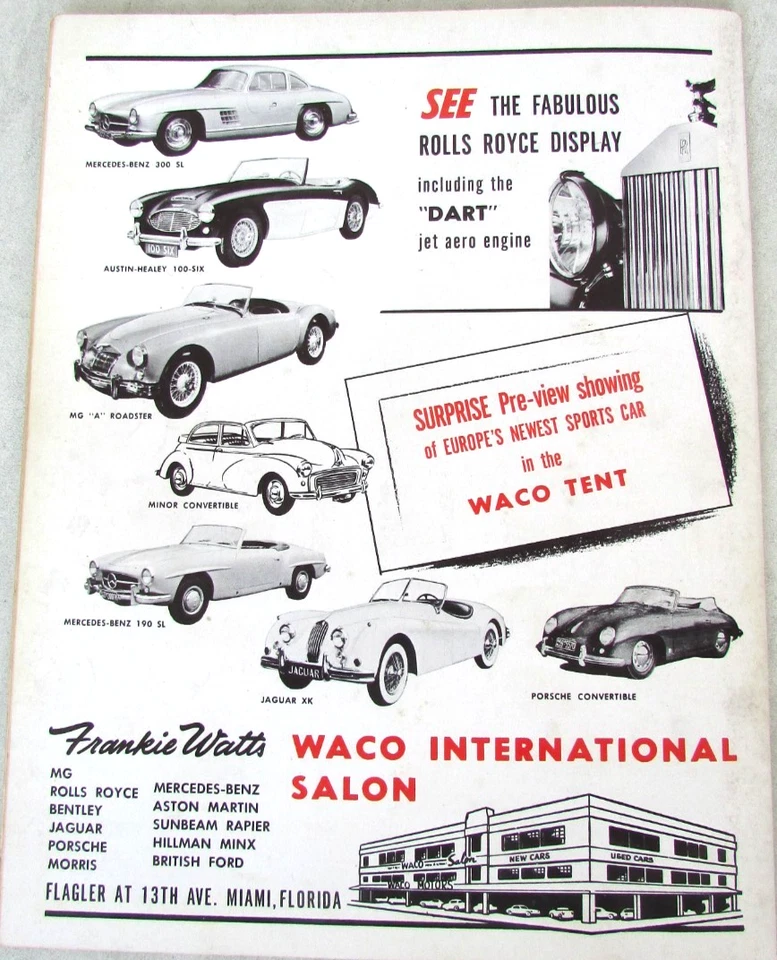 MERCEDES-BENZ 300 SL
SEE THE FABULOUS
ROLLS ROYCE DISPLAY
including the
"DART"
jet aero engine
100 SIX
AUSTIN-HEALEY 100-SIX
MG "A" ROADSTER
SURPRISE Pre-view showing
of EUROPE'S NEWEST SPORTS CAR
in the
WACO TENT
MINOR CONVERTIBLE
MERCEDES-BENZ 190 SL
JAGUAR
JAGUAR XK
PORSCHE CONVERTIBLE
Frankie Watts
WACO INTERNATIONAL
SALON
MG
ROLLS ROYCE
BENTLEY
JAGUAR
PORSCHE
MORRIS
MERCEDES-BENZ
ASTON MARTIN
SUNBEAM RAPIER
HILLMAN MINX
BRITISH FORD
WACO Salon
NEW CARS
USED CARS
WACO MOTORS
FLAGLER AT 13TH AVE. MIAMI, FLORIDA